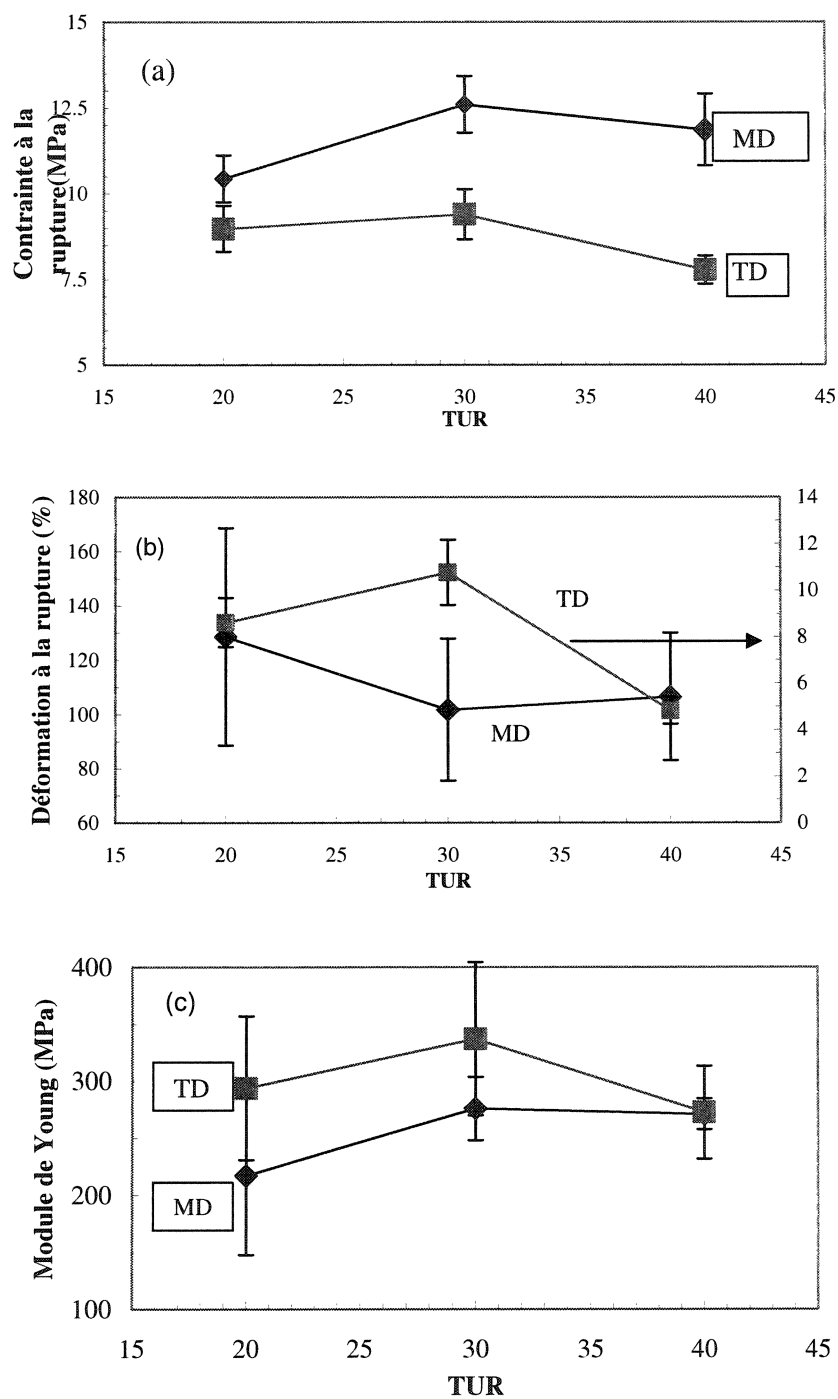 15
(a)
12.5
Contrainte à la
rupture(MPa)
MD
10
7.5
TD
5
15 20 25 30 35 40 45
TUR
180 14
(b)
160 12
140 TD 10
120 8
100 MD 6
80 4
2
60 0
Déformation à la rupture (%)
15 20 25 30 35 40 45
TUR
400
(c)
300
TD
200
MD
100
Module de Young (MPa)
15 20 25 30 35 40 45
TUR